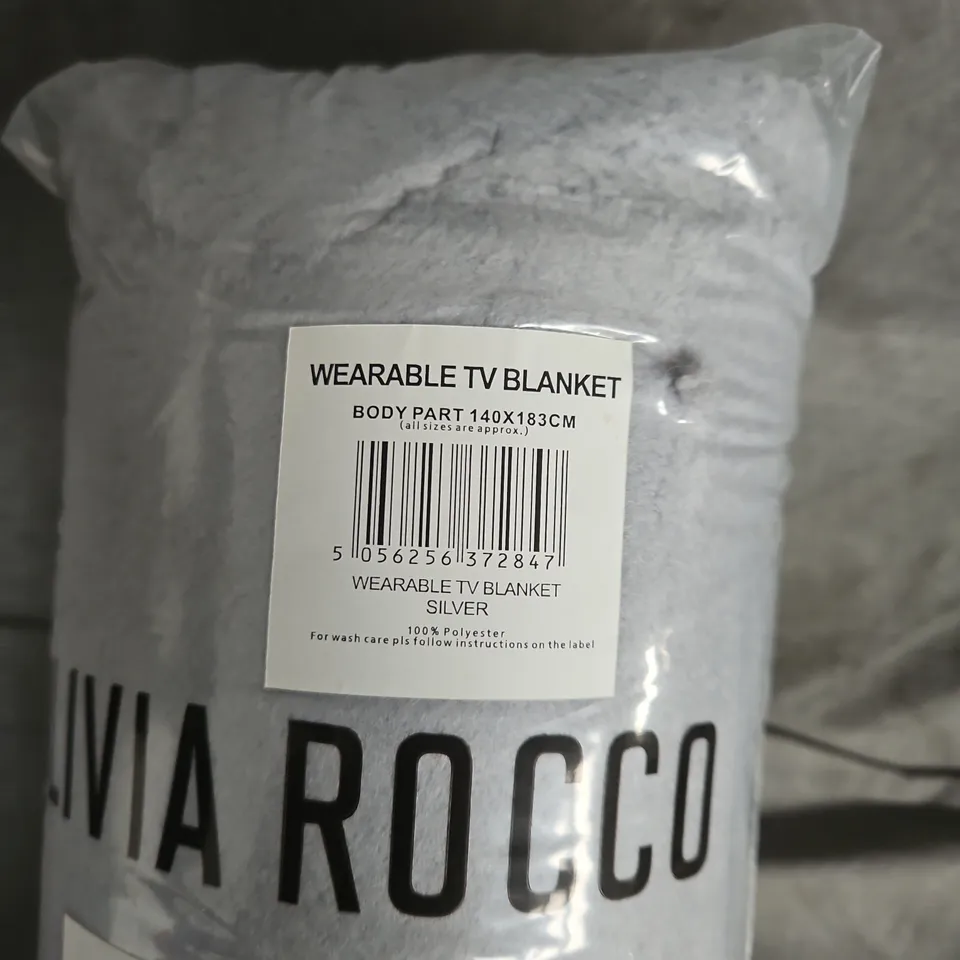 WEARABLE TV BLANKET
BODY PART 140X183CM
(all sizes are approx.)
5 056256 372847
WEARABLE TV BLANKET
SILVER
100% Polyester
For wash care pls follow instructions on the label
LIVIA ROCCO